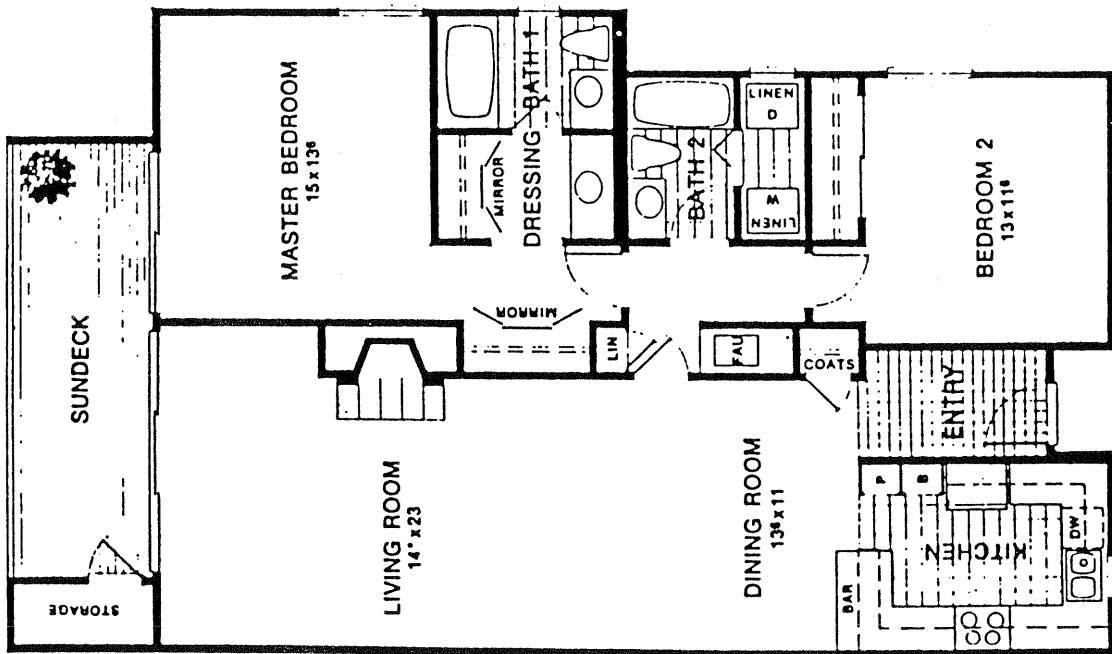 SUNDECK
STORAGE
MASTER BEDROOM
15 x 13⁶
DRESSING
BATH 1
MIRROR
MIRROR
BATH 2
LINEN
D
W
LINEN
BEDROOM 2
13 x 11⁶
LIN
FAU
COATS
ENTRY
LIVING ROOM
14° x 23
DINING ROOM
13⁶ x 11
P
B
KITCHEN
DW
BAR